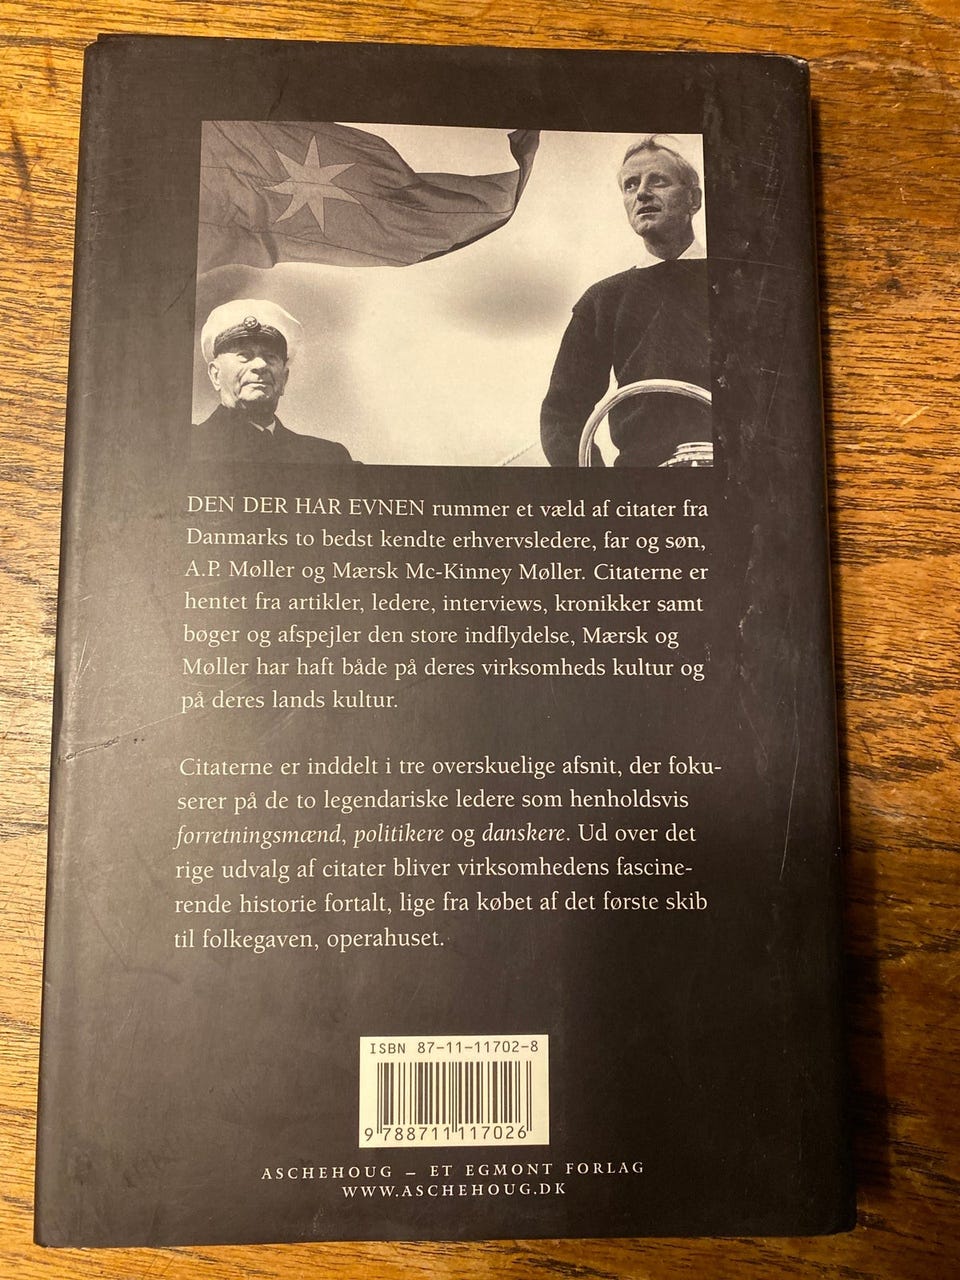 DEN DER HAR EVNEN rummer et væld af citater fra
Danmarks to bedst kendte erhvervsledere, far og søn,
A.P. Møller og Mærsk Mc-Kinney Møller. Citaterne er
hentet fra artikler, ledere, interviews, kronikker samt
bøger og afspejler den store indflydelse, Mærsk og
Møller har haft både på deres virksomheds kultur og
på deres lands kultur.
Citaterne er inddelt i tre overskuelige afsnit, der foku-
serer på de to legendariske ledere som henholdsvis
forretningsmænd, politikere og danskere. Ud over det
rige udvalg af citater bliver virksomhedens fascine-
rende historie fortalt, lige fra købet af det første skib
til folkegaven, operahuset.
ISBN 87-11-11702-8
9 788711 117026
ASCHEHOUG – ET EGMONT FORLAG
WWW.ASCHEHOUG.DK